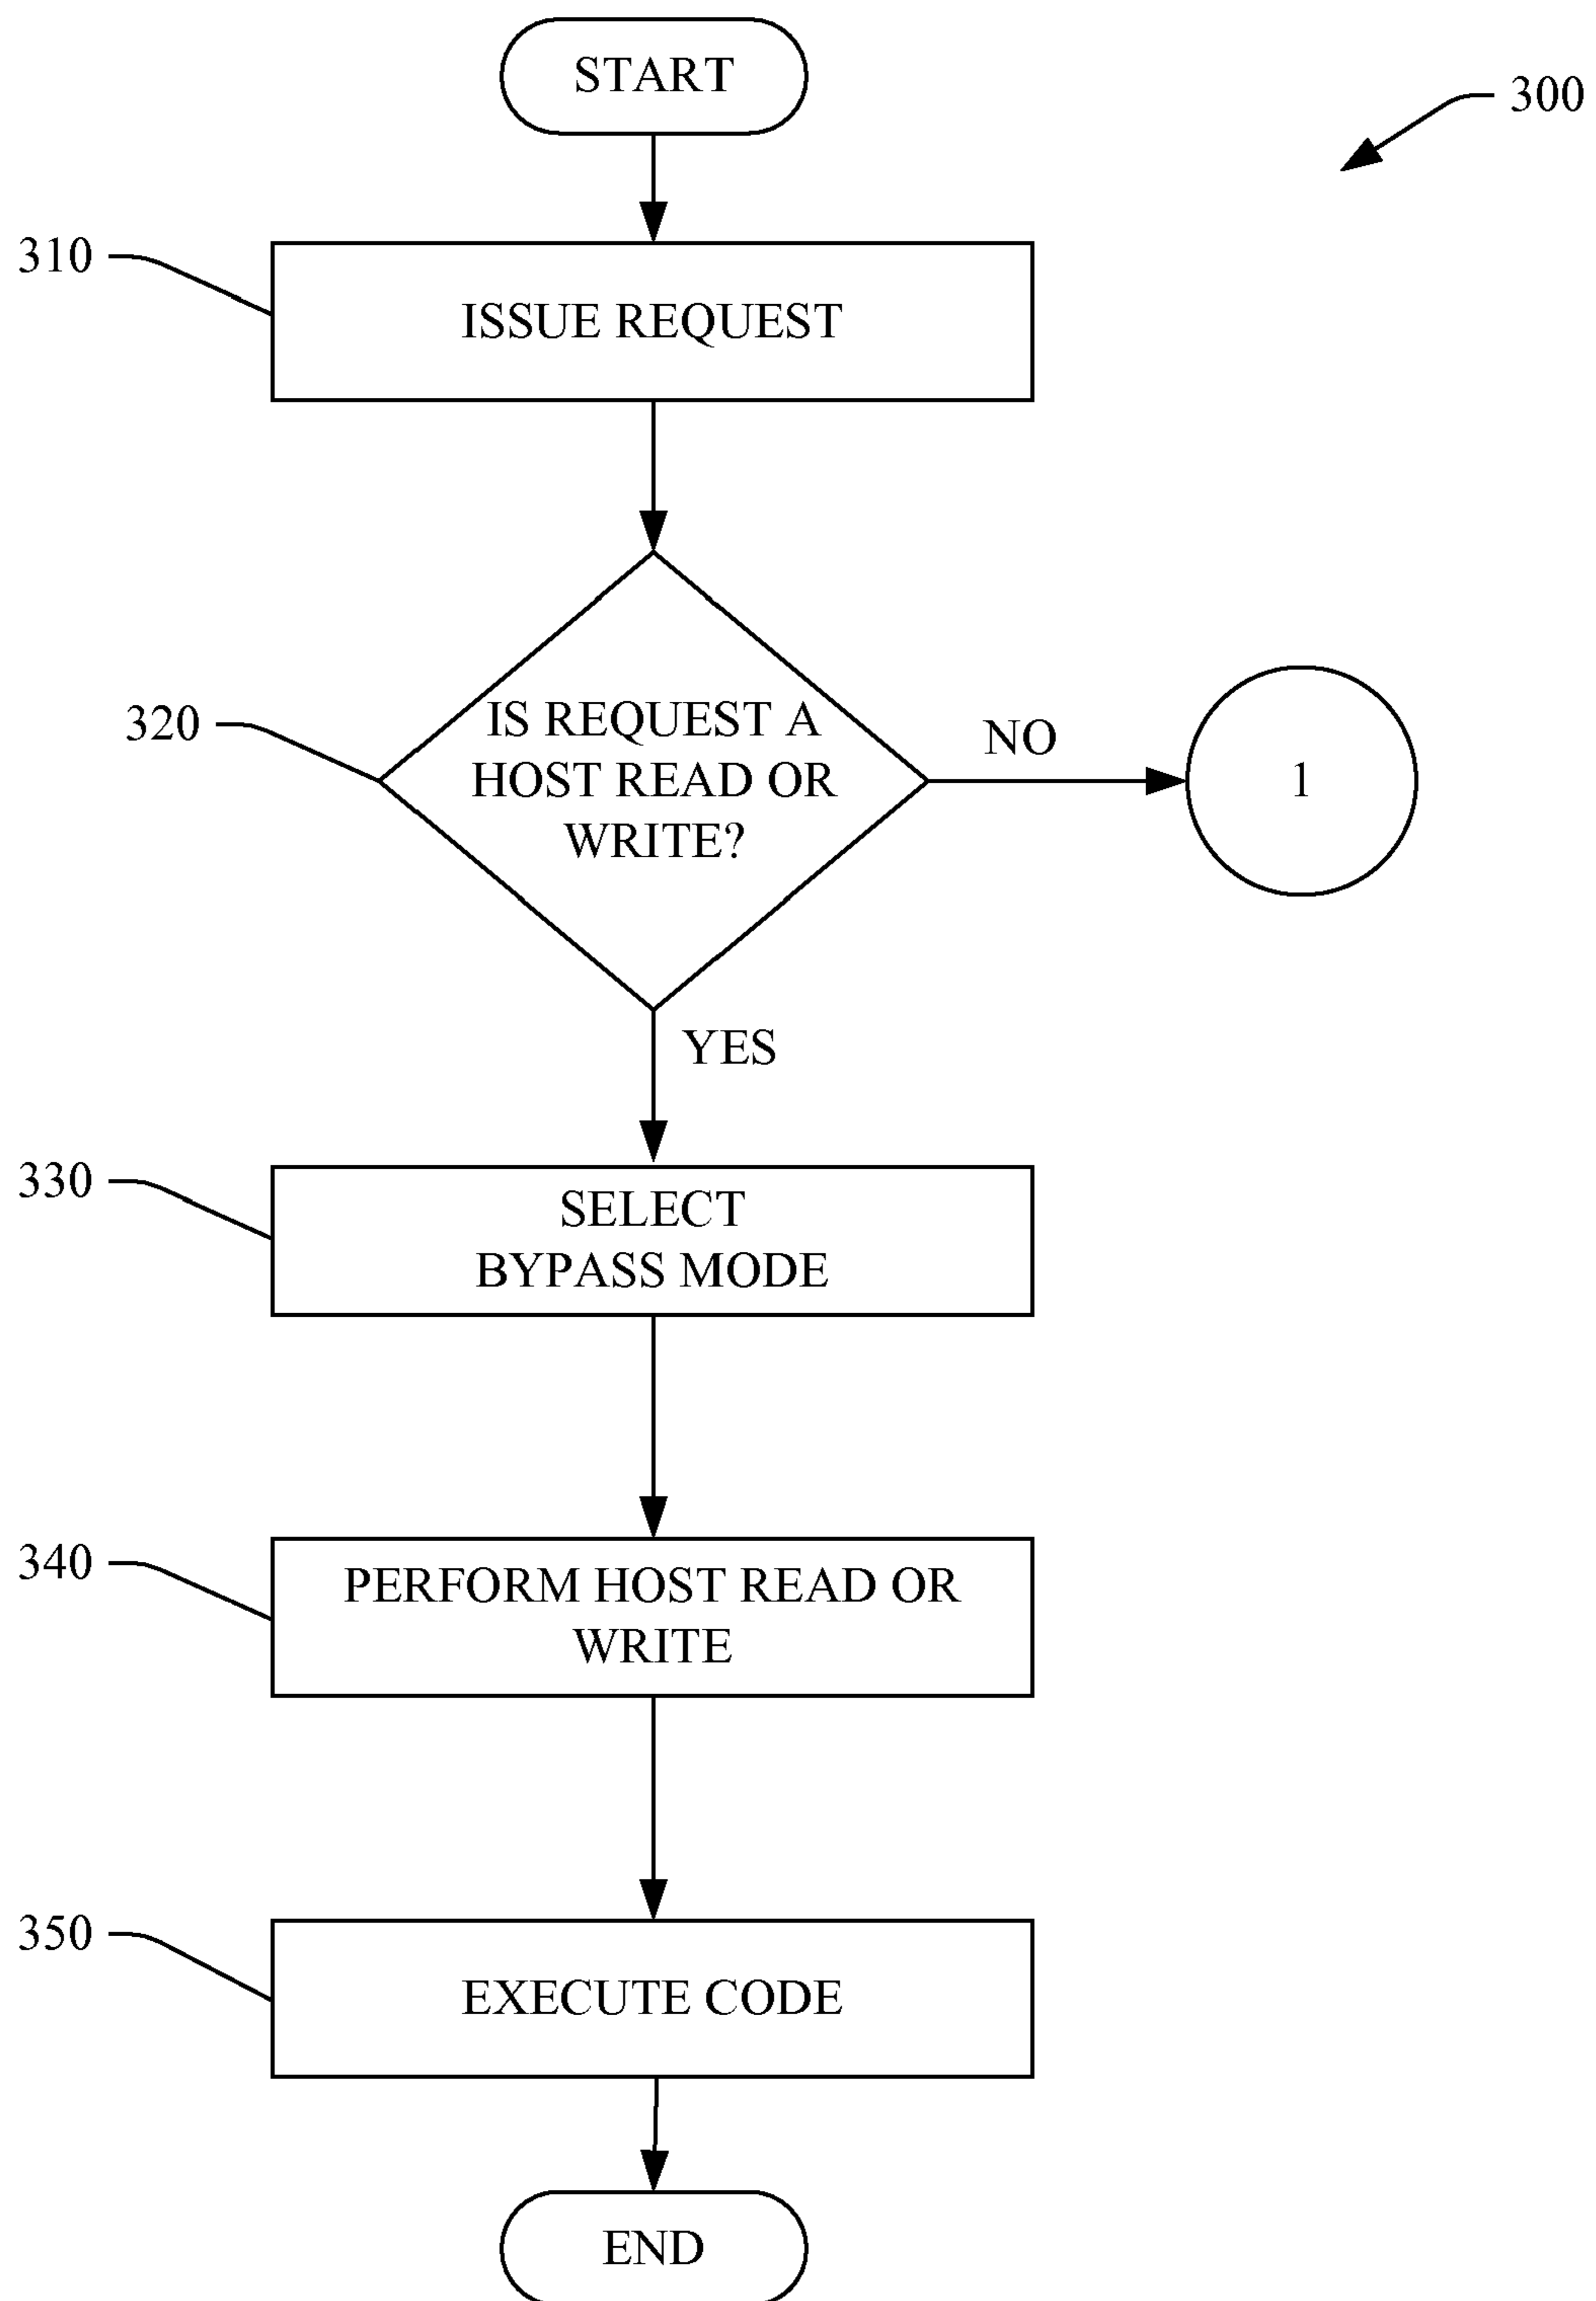 START
300
310
ISSUE REQUEST
320
IS REQUEST A
HOST READ OR
WRITE?
NO
1
YES
330
SELECT
BYPASS MODE
340
PERFORM HOST READ OR
WRITE
350
EXECUTE CODE
END